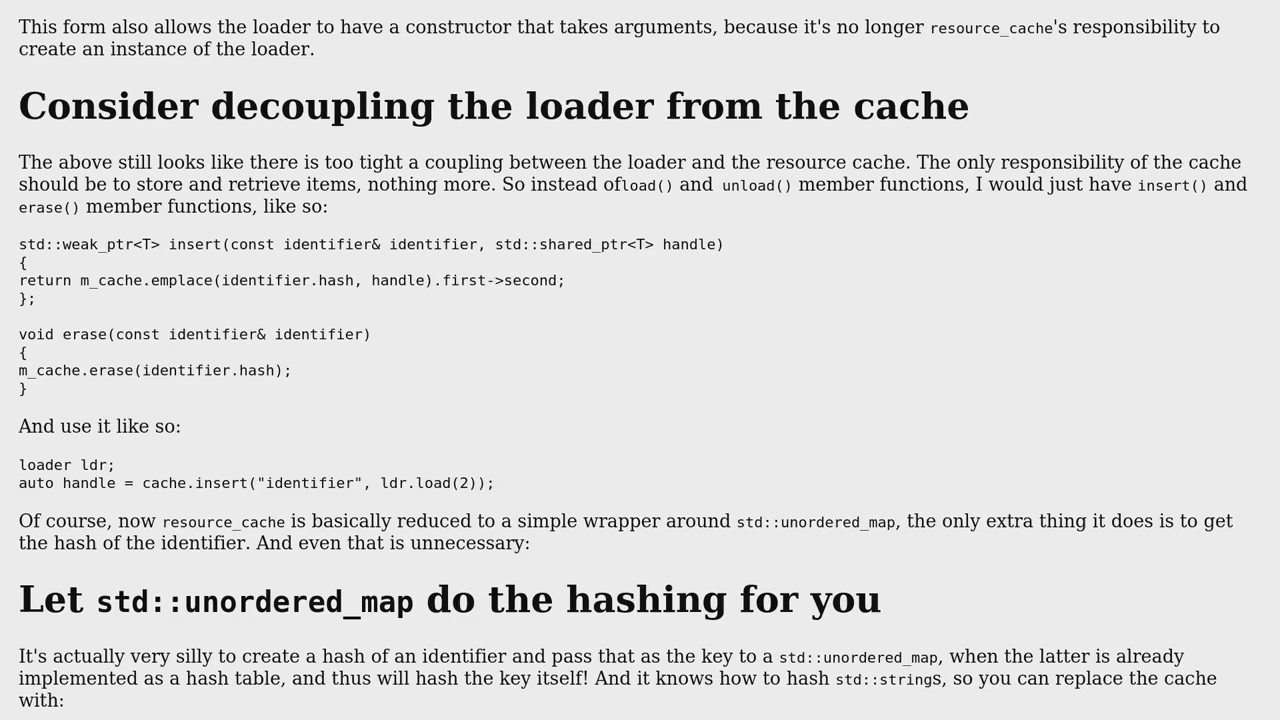 This form also allows the loader to have a constructor that takes arguments, because it's no longer resource_cache's responsibility to
create an instance of the loader.
Consider decoupling the loader from the cache
The above still looks like there is too tight a coupling between the loader and the resource cache. The only responsibility of the cache
should be to store and retrieve items, nothing more. So instead ofload() and unload() member functions, I would just have insert() and
erase() member functions, like so:
std::weak_ptr<T> insert(const identifier& identifier, std::shared_ptr<T> handle)
{
return m_cache.emplace(identifier.hash, handle).first->second;
};
void erase(const identifier& identifier)
{
m_cache.erase(identifier.hash);
}
And use it like so:
loader ldr;
auto handle = cache.insert("identifier", ldr.load(2));
Of course, now resource_cache is basically reduced to a simple wrapper around std::unordered_map, the only extra thing it does is to get
the hash of the identifier. And even that is unnecessary:
Let std::unordered_map do the hashing for you
It's actually very silly to create a hash of an identifier and pass that as the key to a std::unordered_map, when the latter is already
implemented as a hash table, and thus will hash the key itself! And it knows how to hash std::strings, so you can replace the cache
with: